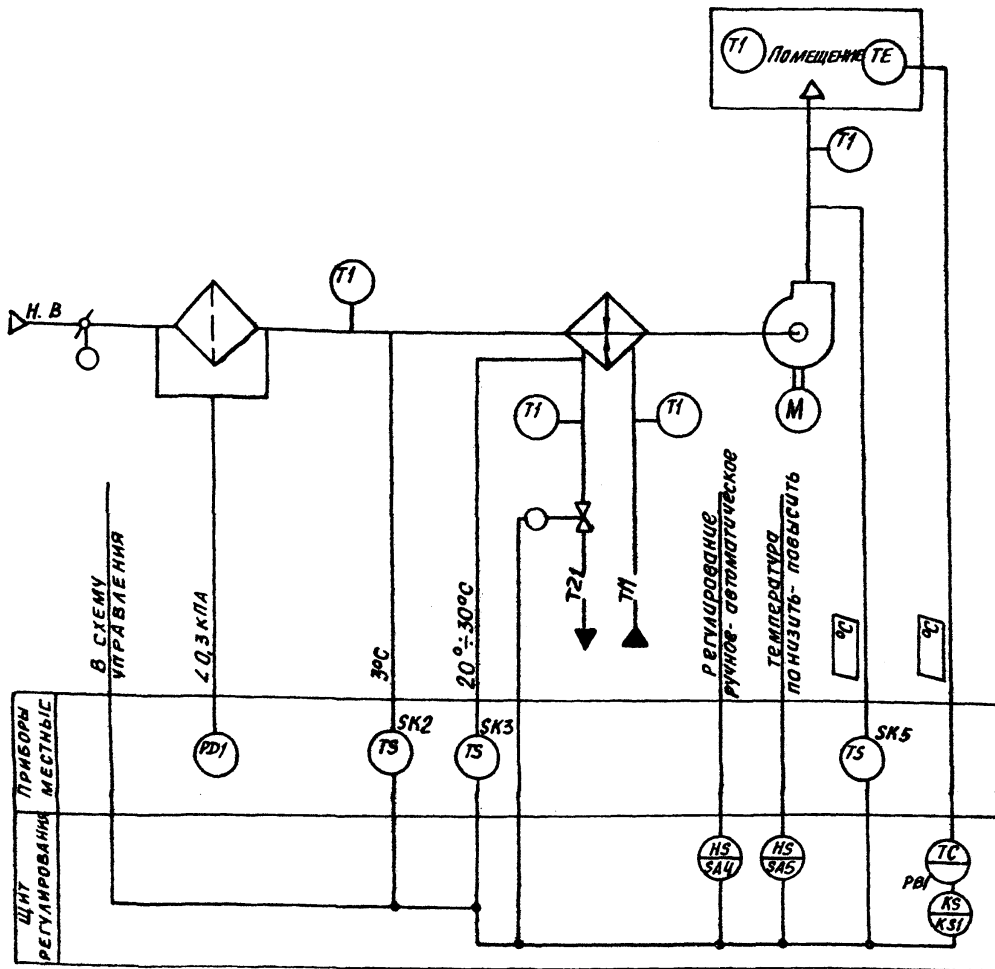 T1
ПОМЕЩЕНИЕ
TE
T1
Н. В
T1
M
T1
T1
В СХЕМУ
УПРАВЛЕНИЯ
<0,3 КПА
3°С
20°÷30°С
Т21
Т11
РЕГУЛИРОВАНИЕ
РУЧНОЕ- АВТОМАТИЧЕСКОЕ
ТЕМПЕРАТУРА
ПОНИЗИТЬ- ПОВЫСИТЬ
°С
°С
ПРИБОРЫ
МЕСТНЫЕ
PD1
TS
SK2
TS
SK3
TS
SK5
ЩИТ
РЕГУЛИРОВАНИЯ
HS
SA4
HS
SA5
TC
PB1
KS
KS1